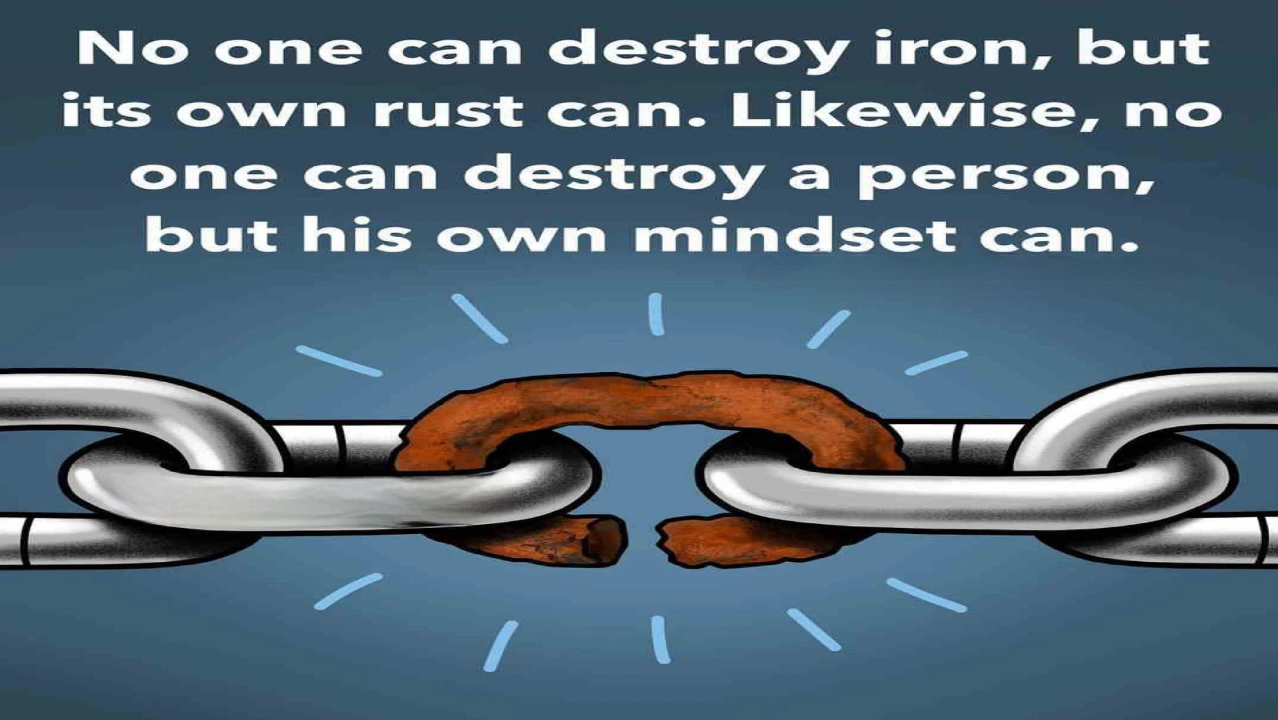 No one can destroy iron, but
its own rust can. Likewise, no
one can destroy a person,
but his own mindset can.